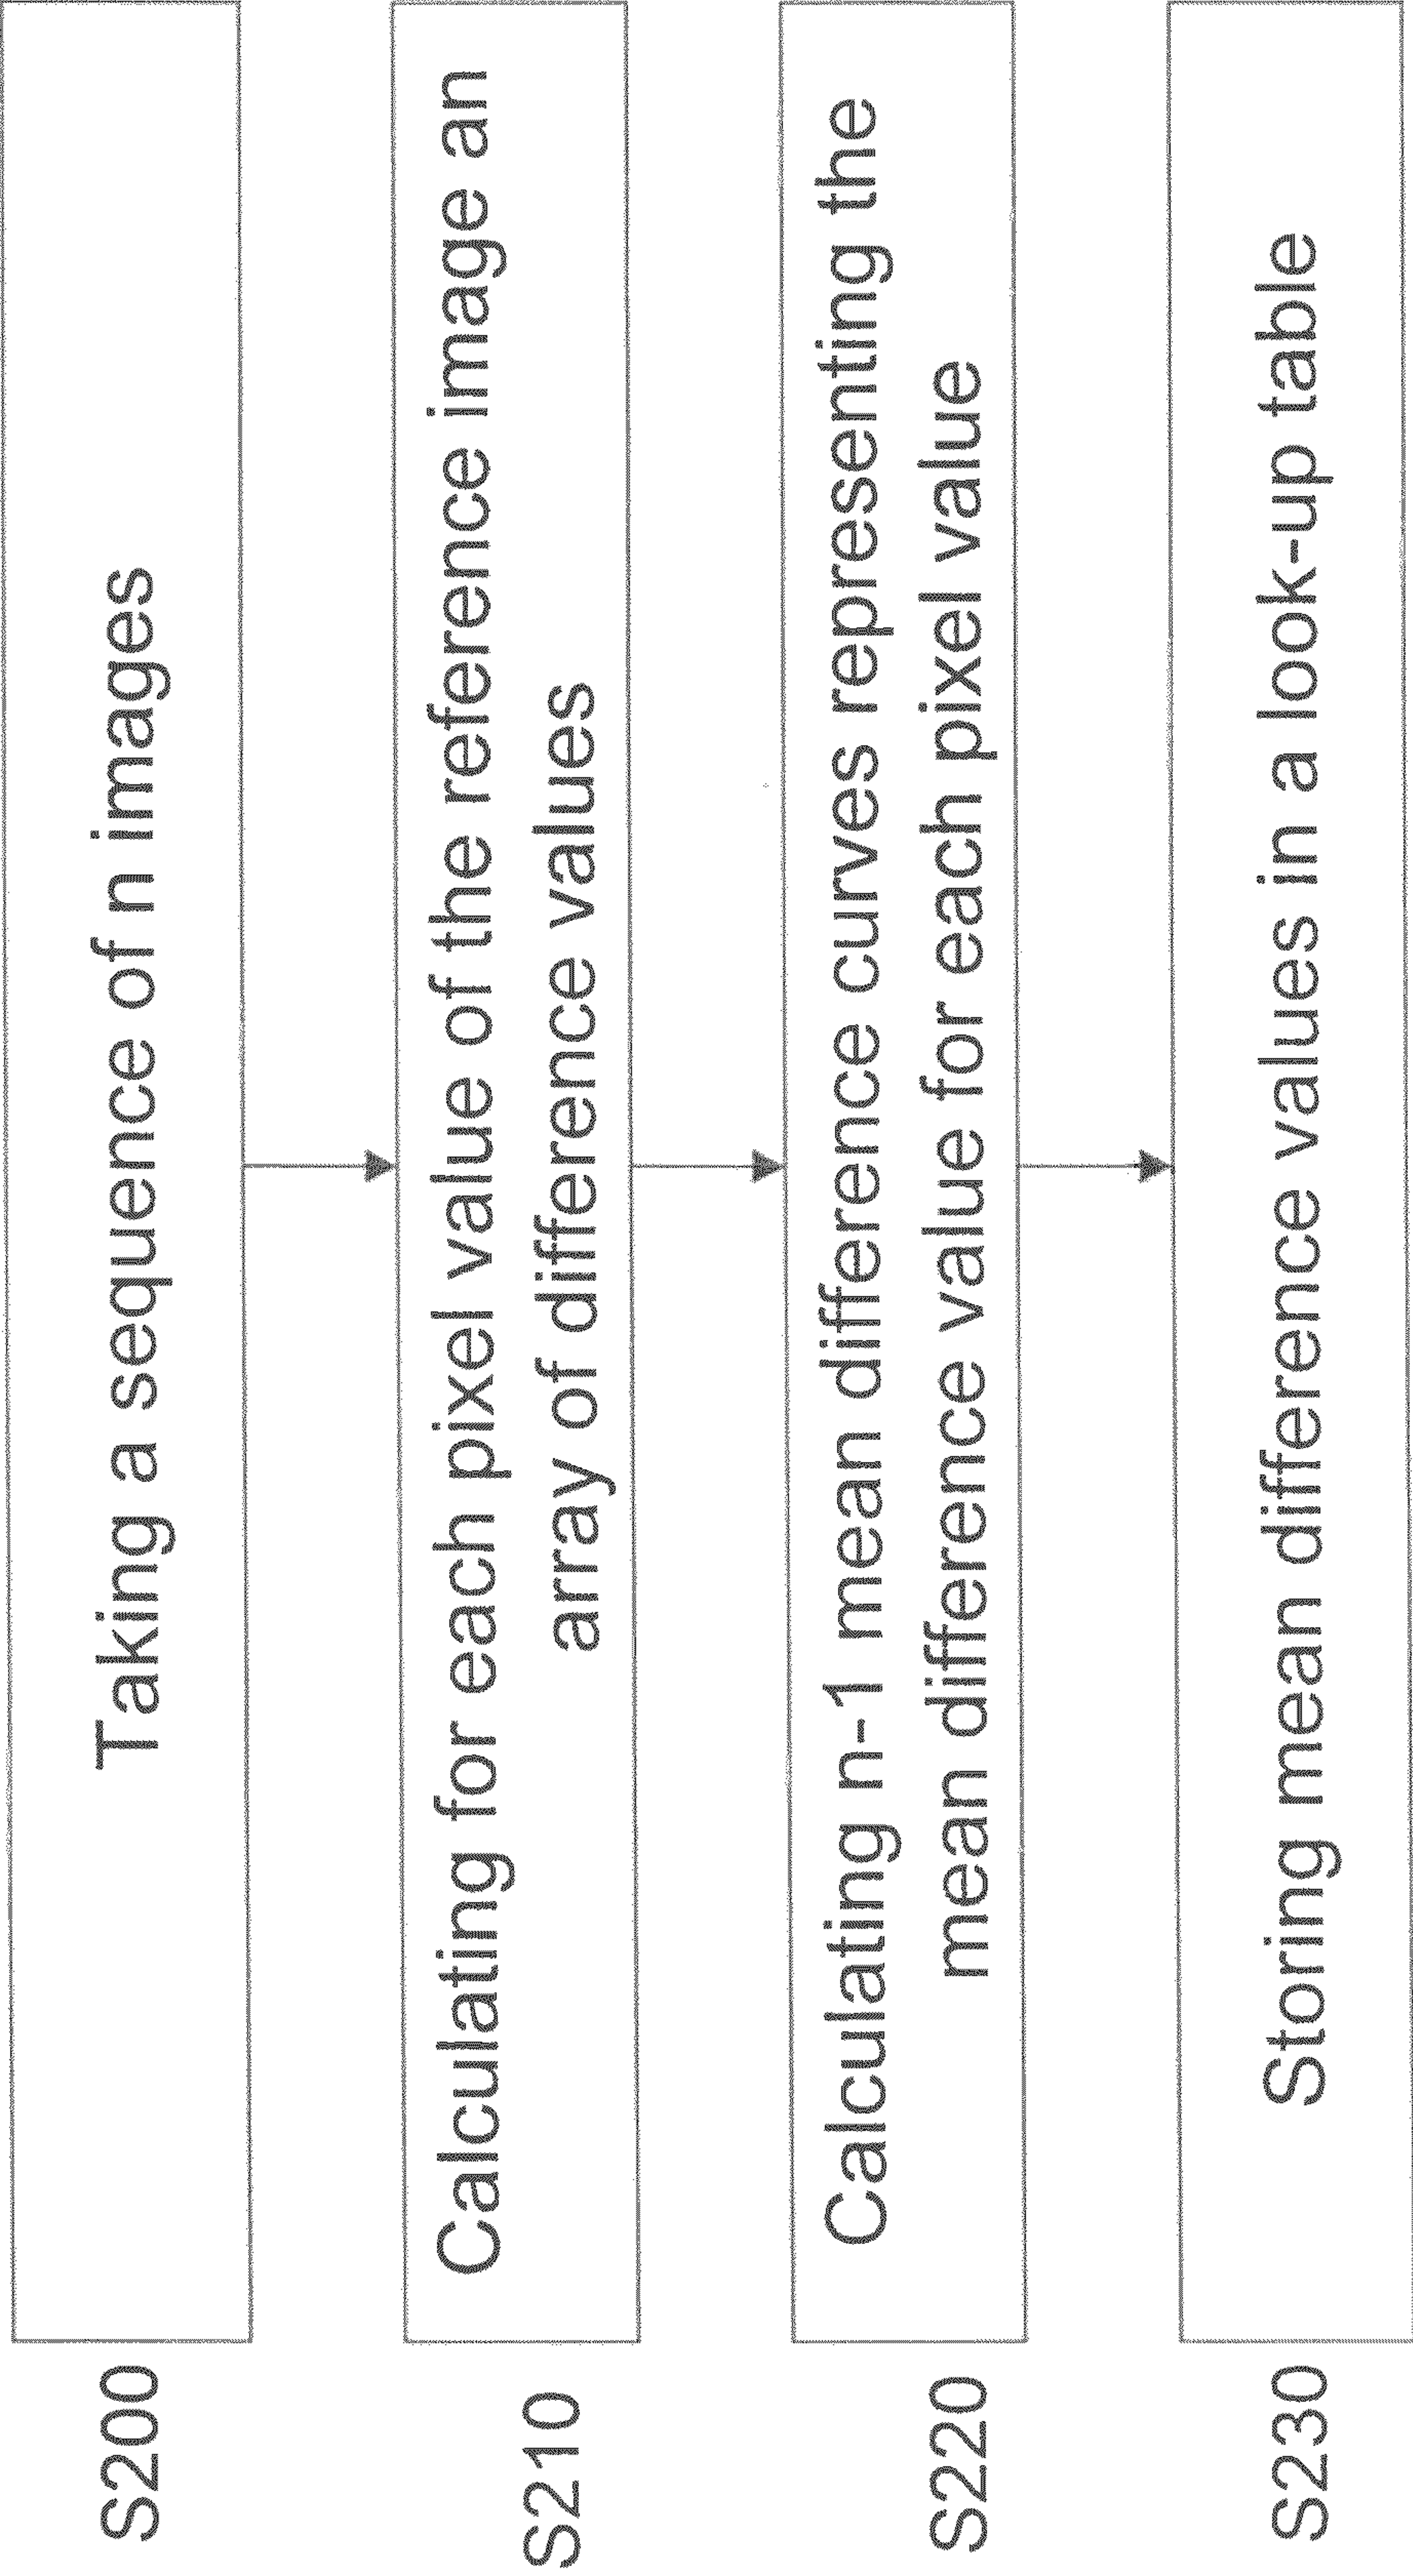 S200
Taking a sequence of n images
S210
Calculating for each pixel value of the reference image an
array of difference values
S220
Calculating n-1 mean difference curves representing the
mean difference value for each pixel value
S230
Storing mean difference values in a look-up table